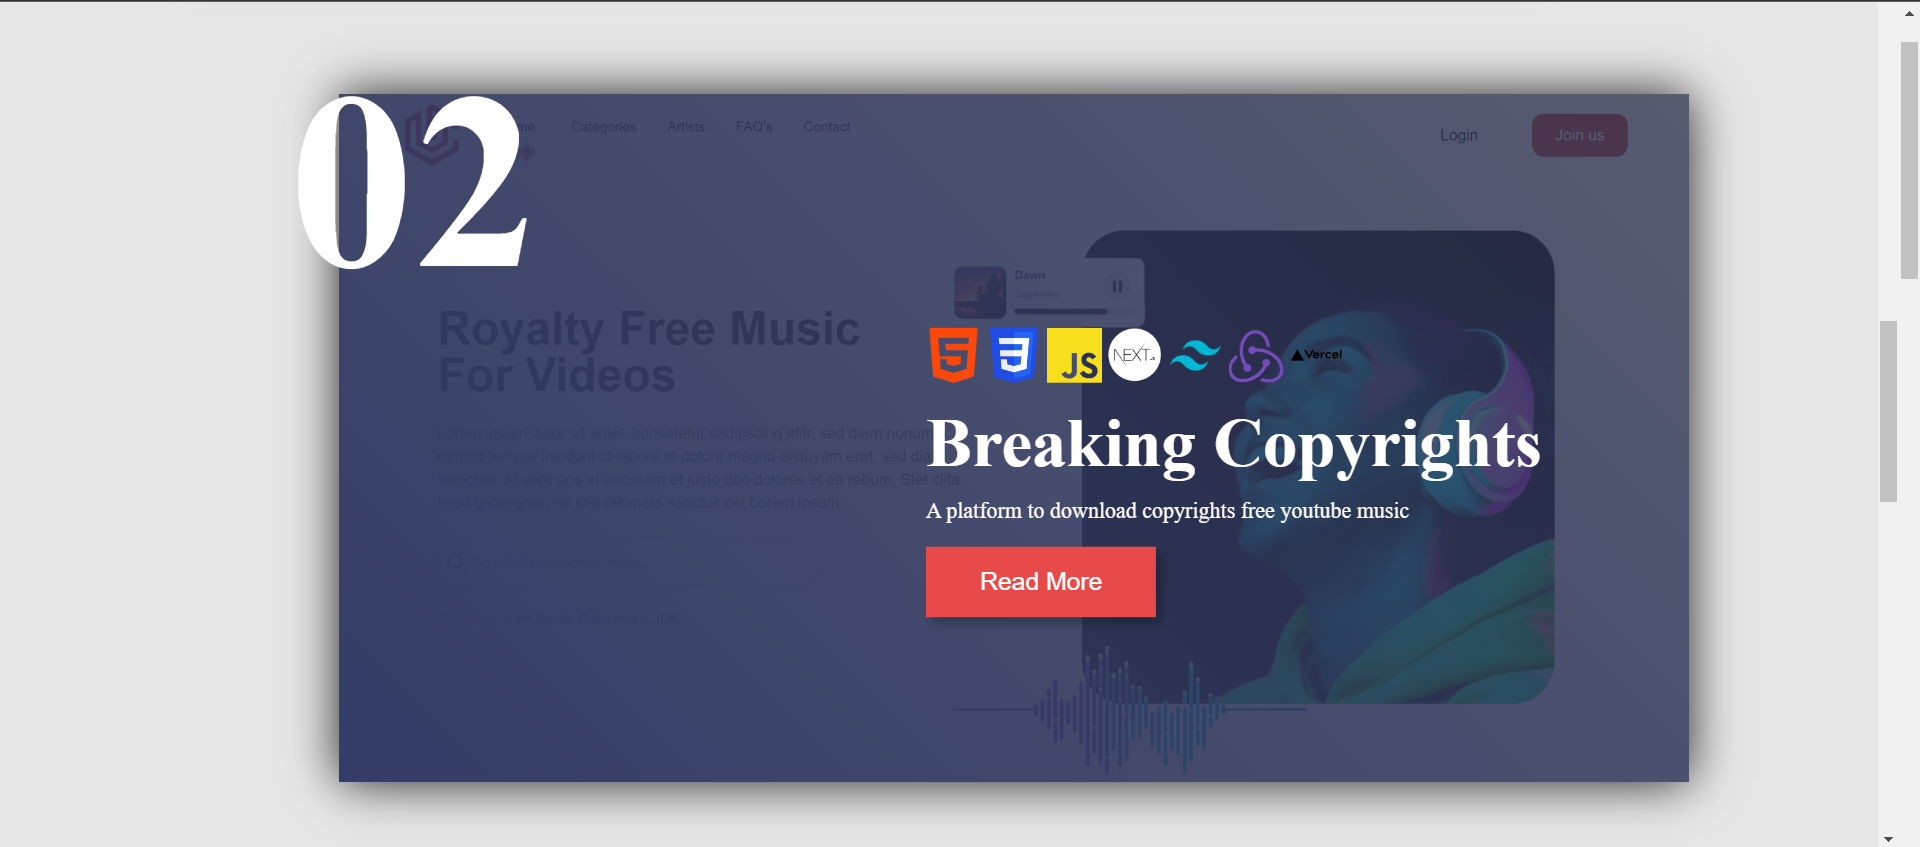 02
Categories Artists FAQ's Contact
Login Join us
Dawn
Sappheiros
Royalty Free Music
For Videos
JS NEXT.JS Vercel
Lorem ipsum dolor sit amet, consetetur sadipscing elitr, sed diam nonum
eirmod tempor invidunt ut labore et dolore magna aliquyam erat, sed dia
voluptua. At vero eos et accusam et justo duo dolores et ea rebum. Stet clita
kasd gubergren, no sea takimata sanctus est Lorem ipsum
Breaking Copyrights
A platform to download copyrights free youtube music
Read More